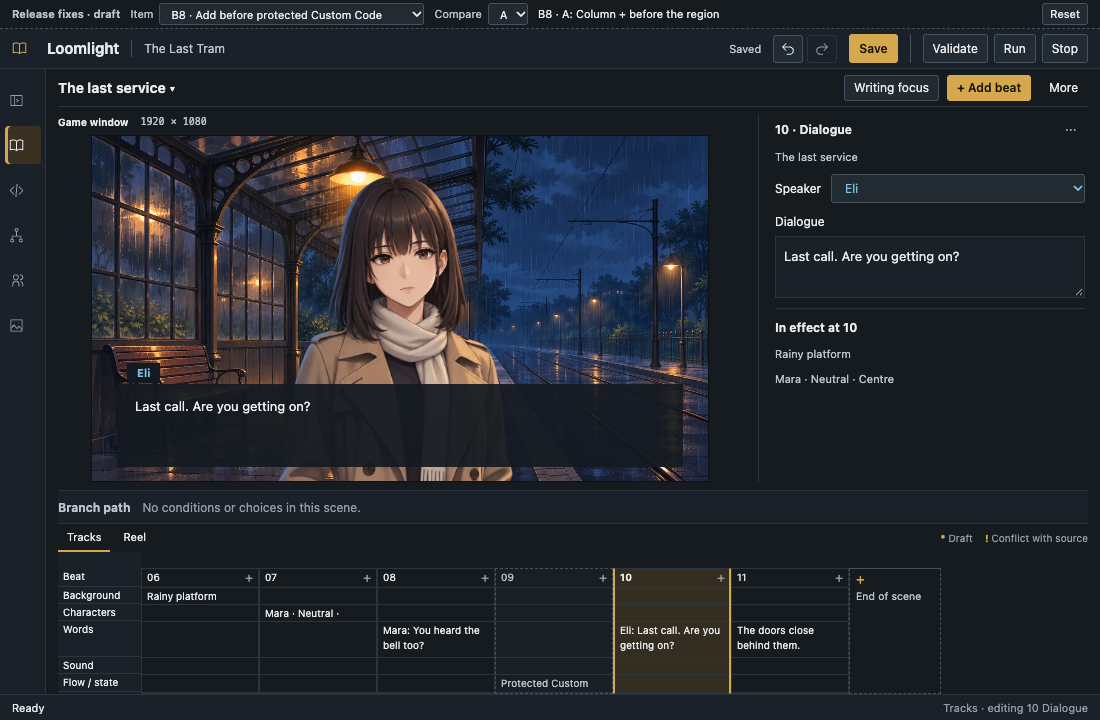 Release fixes · draft Item B8 · Add before protected Custom Code Compare A B8 · A: Column + before the region Reset
Loomlight The Last Tram Saved Save Validate Run Stop
The last service ▾ Writing focus + Add beat More
Game window 1920 × 1080
10 · Dialogue ···
The last service
Speaker Eli
Dialogue
Last call. Are you getting on?
In effect at 10
Rainy platform
Mara · Neutral · Centre
Eli
Last call. Are you getting on?
Branch path No conditions or choices in this scene.
Tracks Reel * Draft ! Conflict with source
Beat 06 + 07 + 08 + 09 + 10 + 11 + +
Background Rainy platform End of scene
Characters Mara · Neutral ·
Words Mara: You heard the Eli: Last call. Are you The doors close
bell too? getting on? behind them.
Sound
Flow / state Protected Custom
Ready Tracks · editing 10 Dialogue